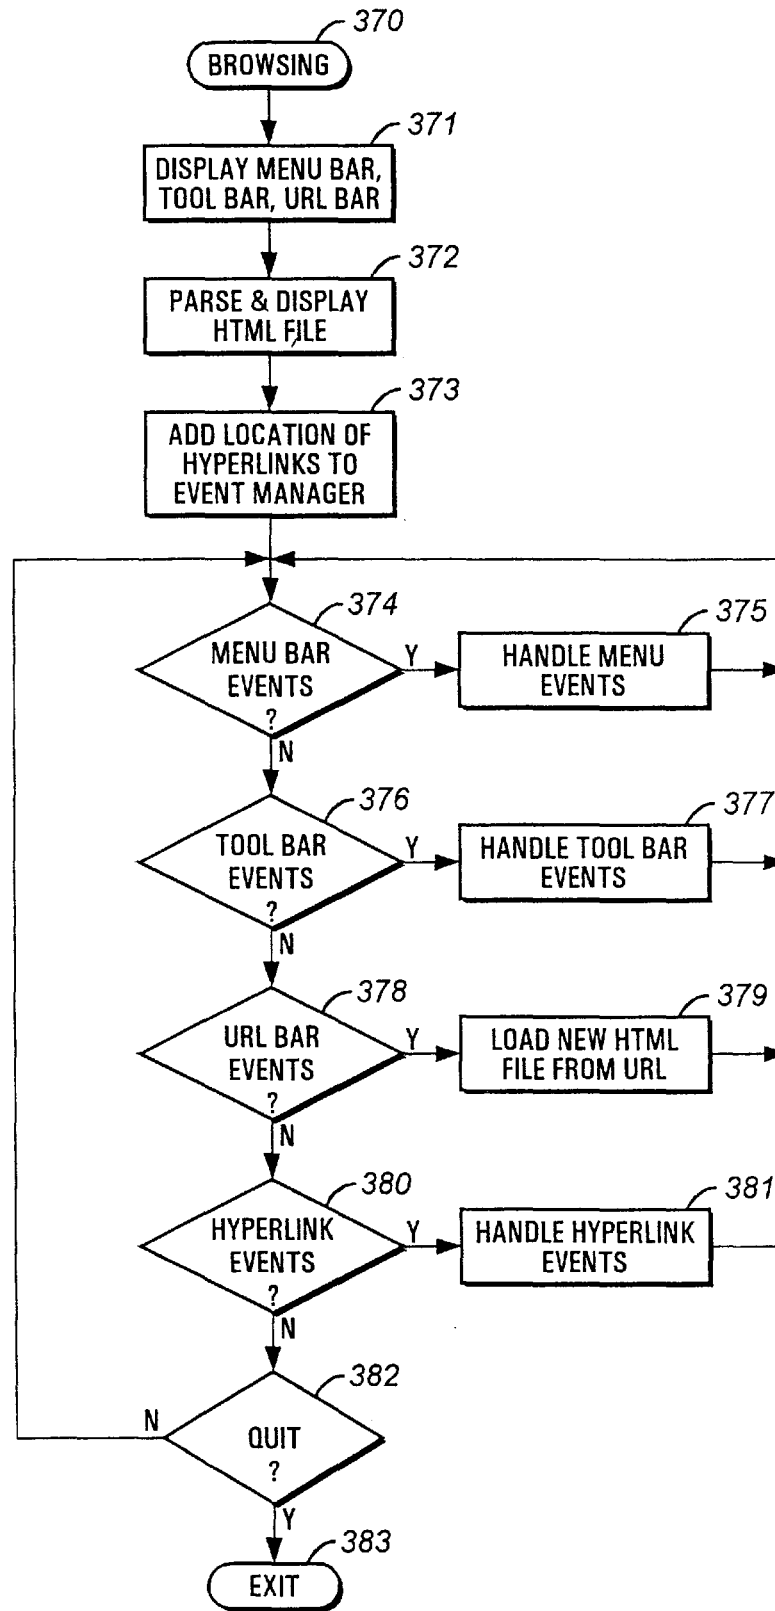 370
BROWSING
371
DISPLAY MENU BAR,
TOOL BAR, URL BAR
372
PARSE & DISPLAY
HTML FILE
373
ADD LOCATION OF
HYPERLINKS TO
EVENT MANAGER
374
MENU BAR
EVENTS
?
Y
N
375
HANDLE MENU
EVENTS
376
TOOL BAR
EVENTS
?
Y
N
377
HANDLE TOOL BAR
EVENTS
378
URL BAR
EVENTS
?
Y
N
379
LOAD NEW HTML
FILE FROM URL
380
HYPERLINK
EVENTS
?
Y
N
381
HANDLE HYPERLINK
EVENTS
382
N
QUIT
?
Y
383
EXIT